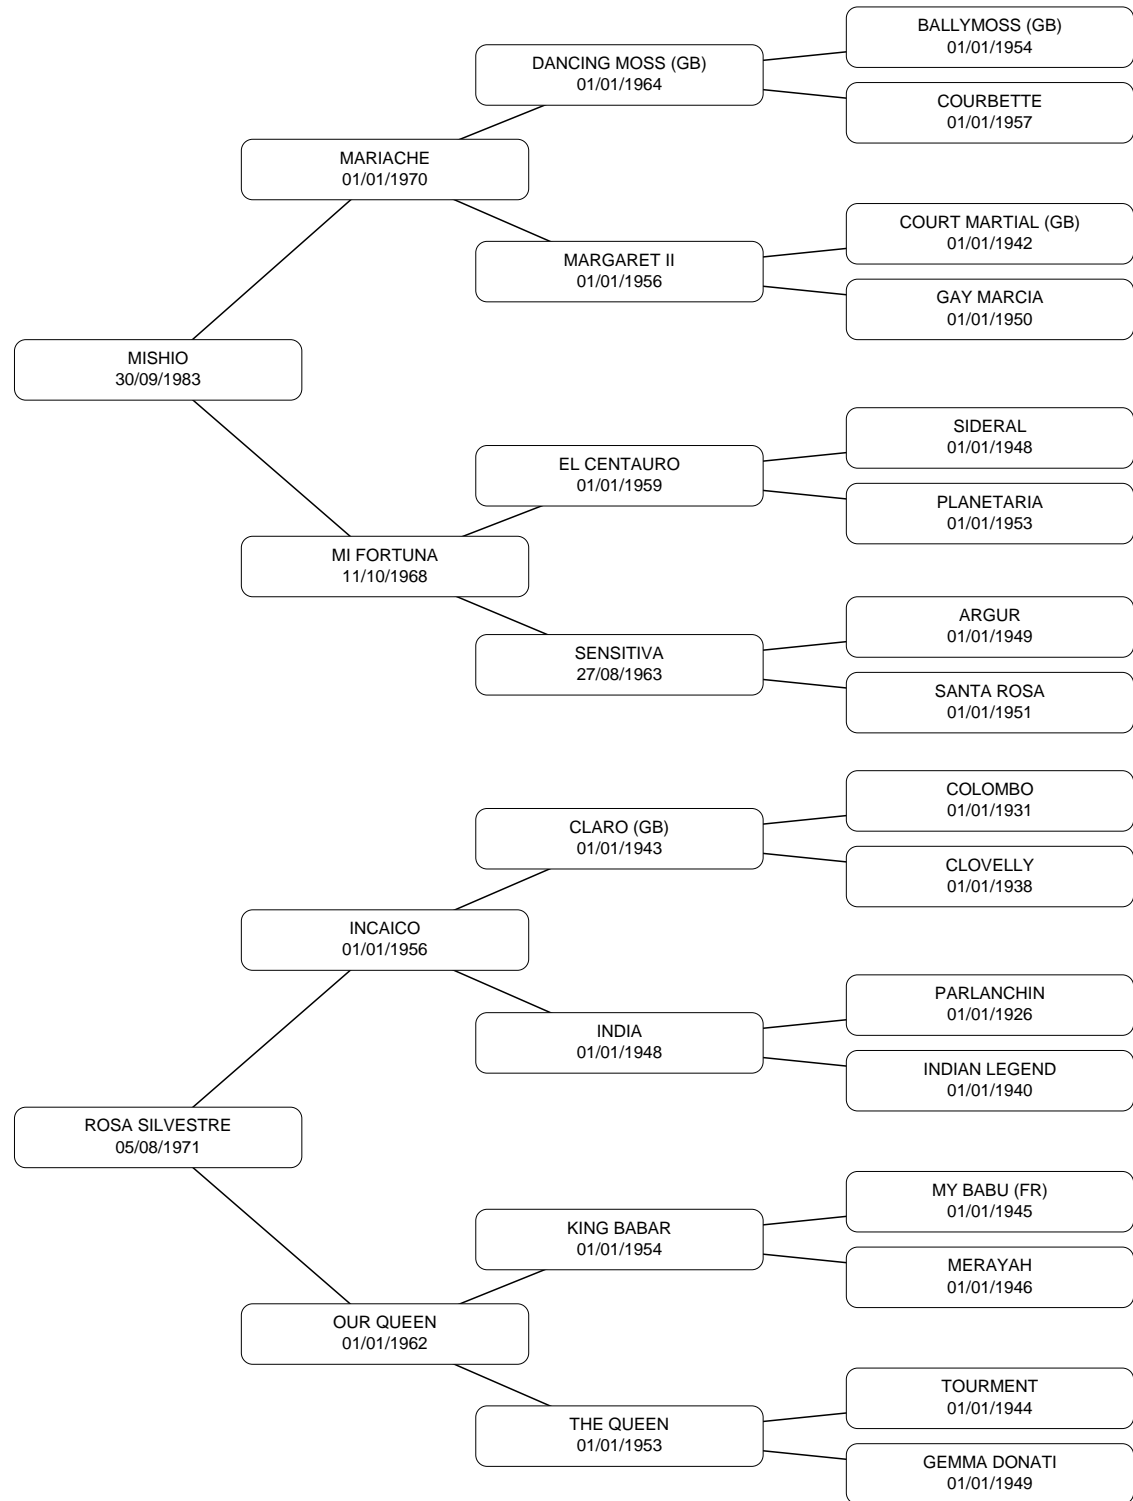 BALLYMOSS (GB)
01/01/1954
DANCING MOSS (GB)
01/01/1964
COURBETTE
01/01/1957
MARIACHE
01/01/1970
COURT MARTIAL (GB)
01/01/1942
MARGARET II
01/01/1956
GAY MARCIA
01/01/1950
MISHIO
30/09/1983
SIDERAL
01/01/1948
EL CENTAURO
01/01/1959
PLANETARIA
01/01/1953
MI FORTUNA
11/10/1968
ARGUR
01/01/1949
SENSITIVA
27/08/1963
SANTA ROSA
01/01/1951
COLOMBO
01/01/1931
CLARO (GB)
01/01/1943
CLOVELLY
01/01/1938
INCAICO
01/01/1956
PARLANCHIN
01/01/1926
INDIA
01/01/1948
INDIAN LEGEND
01/01/1940
ROSA SILVESTRE
05/08/1971
MY BABU (FR)
01/01/1945
KING BABAR
01/01/1954
MERAYAH
01/01/1946
OUR QUEEN
01/01/1962
TOURMENT
01/01/1944
THE QUEEN
01/01/1953
GEMMA DONATI
01/01/1949